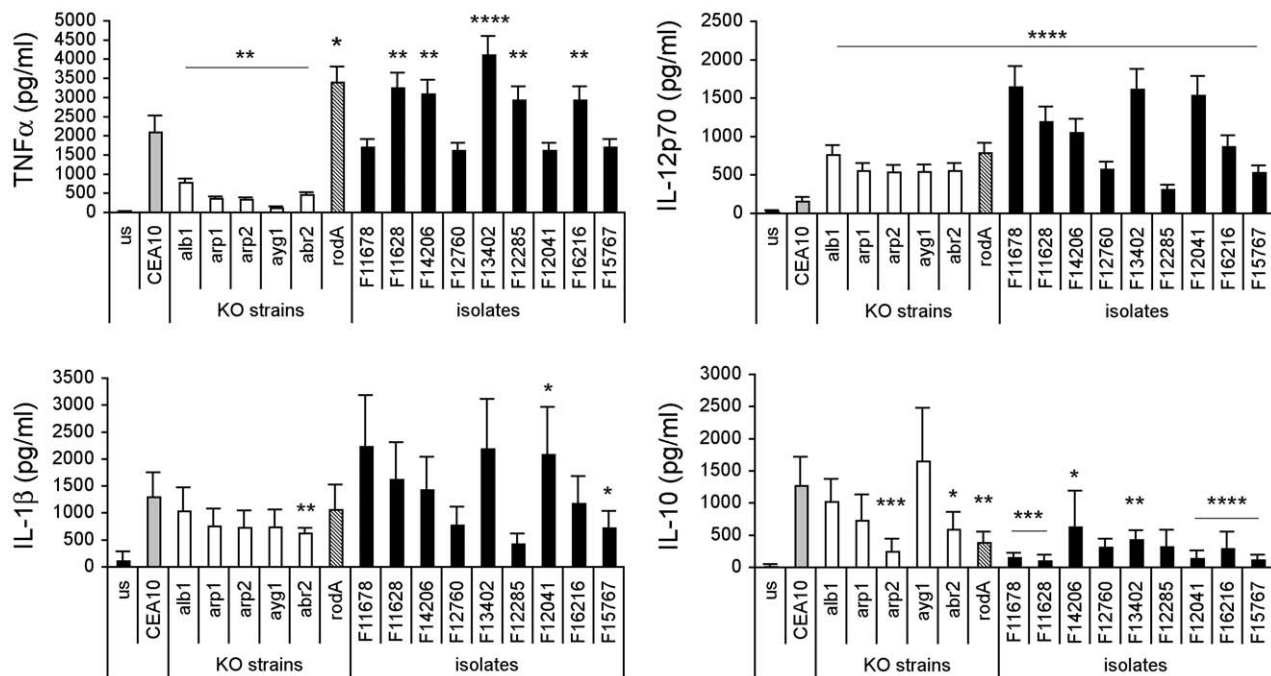 TNFα (pg/ml)
5000
4500
4000
3500
3000
2500
2000
1500
1000
500
0
** * ** ** **** ** **
us CEA10 alb1 arp1 arp2 ayg1 abr2 rodA F11678 F11628 F14206 F12760 F13402 F12285 F12041 F16216 F15767
KO strains isolates
IL-12p70 (pg/ml)
2500
2000
1500
1000
500
0
****
us CEA10 alb1 arp1 arp2 ayg1 abr2 rodA F11678 F11628 F14206 F12760 F13402 F12285 F12041 F16216 F15767
KO strains isolates
IL-1β (pg/ml)
3500
3000
2500
2000
1500
1000
500
0
** * *
us CEA10 alb1 arp1 arp2 ayg1 abr2 rodA F11678 F11628 F14206 F12760 F13402 F12285 F12041 F16216 F15767
KO strains isolates
IL-10 (pg/ml)
3000
2500
2000
1500
1000
500
0
*** * ** *** * ** ****
us CEA10 alb1 arp1 arp2 ayg1 abr2 rodA F11678 F11628 F14206 F12760 F13402 F12285 F12041 F16216 F15767
KO strains isolates